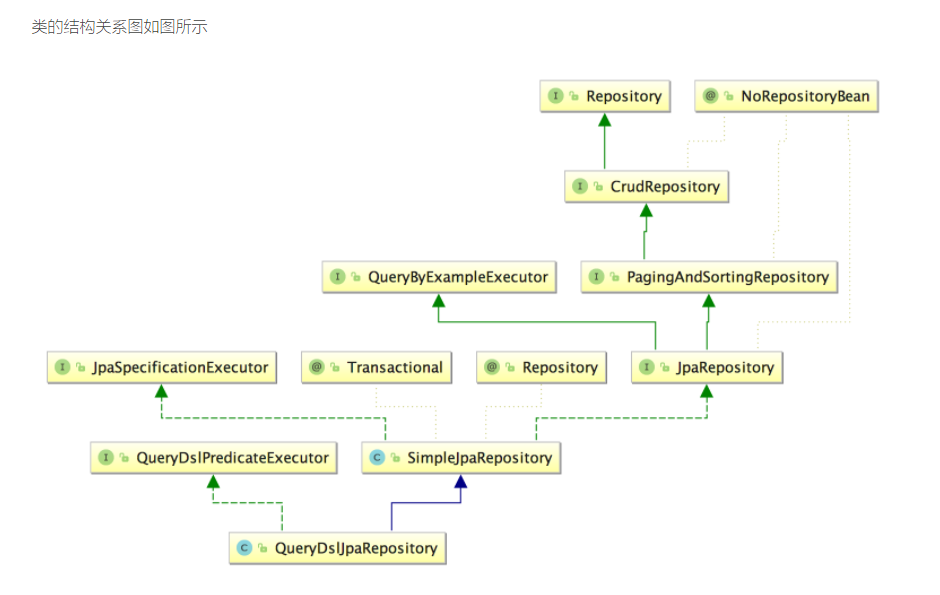 类的结构关系图如图所示
I Repository
@ NoRepositoryBean
I CrudRepository
I QueryByExampleExecutor
I PagingAndSortingRepository
I JpaSpecificationExecutor
@ Transactional
@ Repository
I JpaRepository
I QueryDslPredicateExecutor
C SimpleJpaRepository
C QueryDslJpaRepository